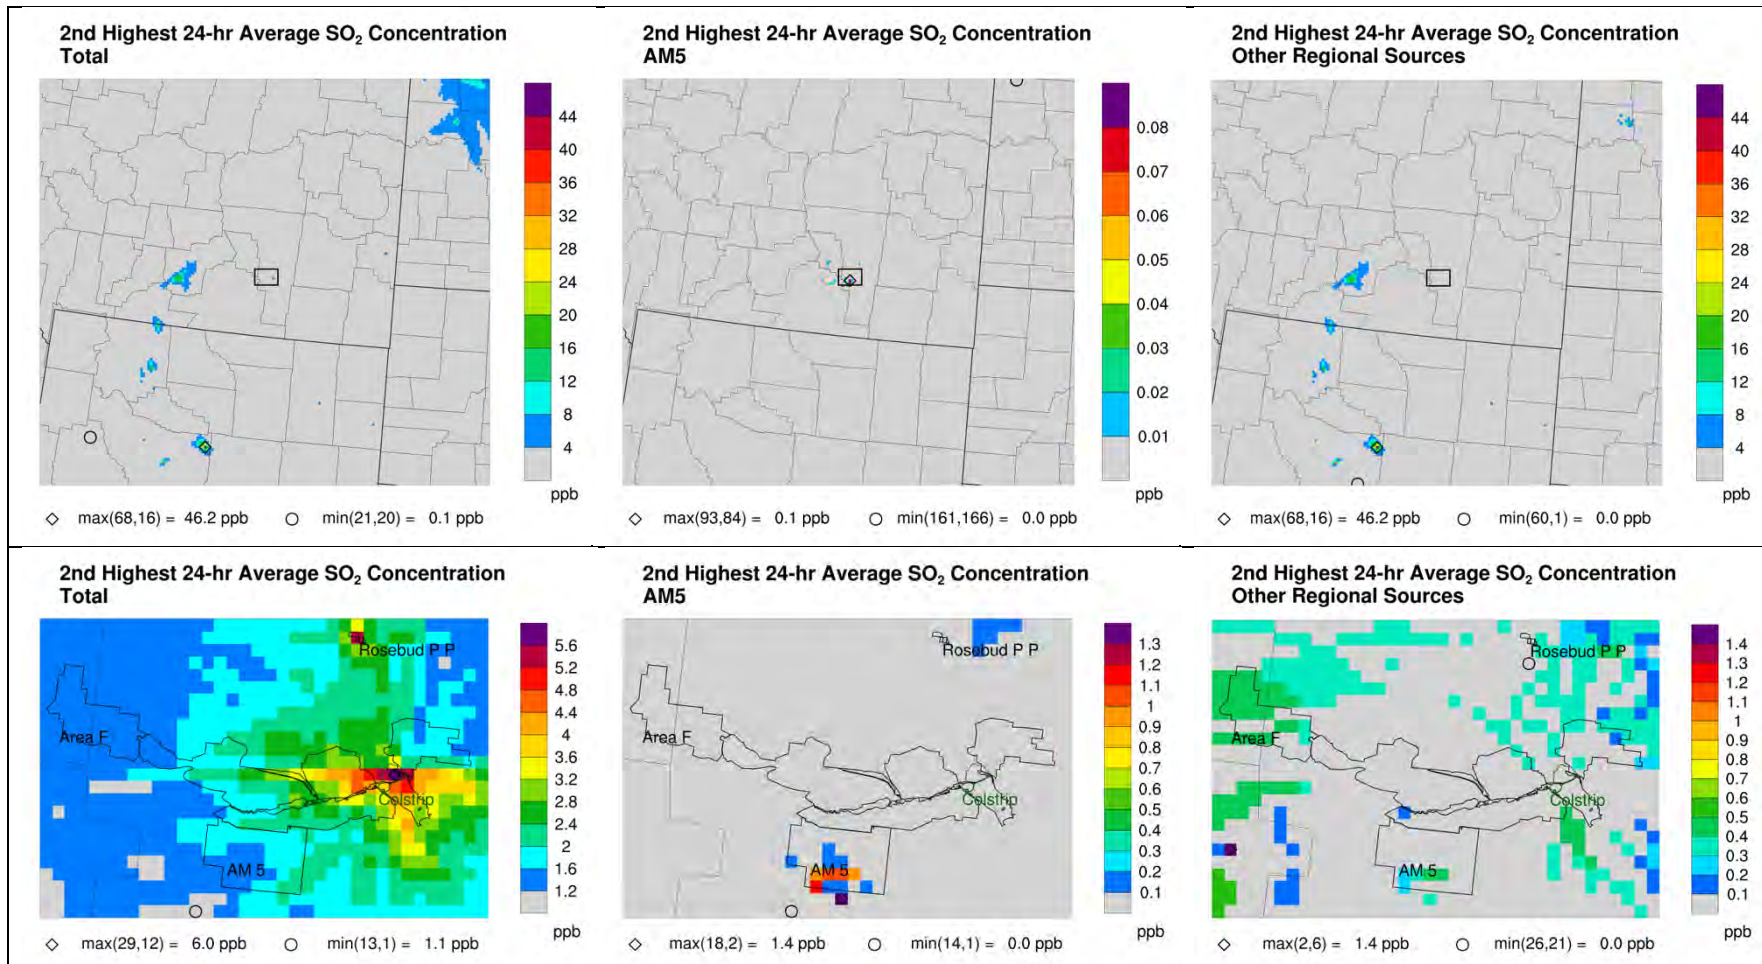 2nd Highest 24-hr Average SO₂ Concentration
Total
44
40
36
32
28
24
20
16
12
8
4
ppb
max(68,16) = 46.2 ppb
min(21,20) = 0.1 ppb
2nd Highest 24-hr Average SO₂ Concentration
AM5
0.08
0.07
0.06
0.05
0.04
0.03
0.02
0.01
ppb
max(93,84) = 0.1 ppb
min(161,166) = 0.0 ppb
2nd Highest 24-hr Average SO₂ Concentration
Other Regional Sources
44
40
36
32
28
24
20
16
12
8
4
ppb
max(68,16) = 46.2 ppb
min(60,1) = 0.0 ppb
2nd Highest 24-hr Average SO₂ Concentration
Total
Rosebud P P
Area F
Colstrip
AM 5
5.6
5.2
4.8
4.4
4
3.6
3.2
2.8
2.4
2
1.6
1.2
ppb
max(29,12) = 6.0 ppb
min(13,1) = 1.1 ppb
2nd Highest 24-hr Average SO₂ Concentration
AM5
Rosebud P P
Area F
Colstrip
AM 5
1.3
1.2
1.1
1
0.9
0.8
0.7
0.6
0.5
0.4
0.3
0.2
0.1
ppb
max(18,2) = 1.4 ppb
min(14,1) = 0.0 ppb
2nd Highest 24-hr Average SO₂ Concentration
Other Regional Sources
Rosebud P P
Area F
Colstrip
AM 5
1.4
1.3
1.2
1.1
1
0.9
0.8
0.7
0.6
0.5
0.4
0.3
0.2
0.1
ppb
max(2,6) = 1.4 ppb
min(26,21) = 0.0 ppb